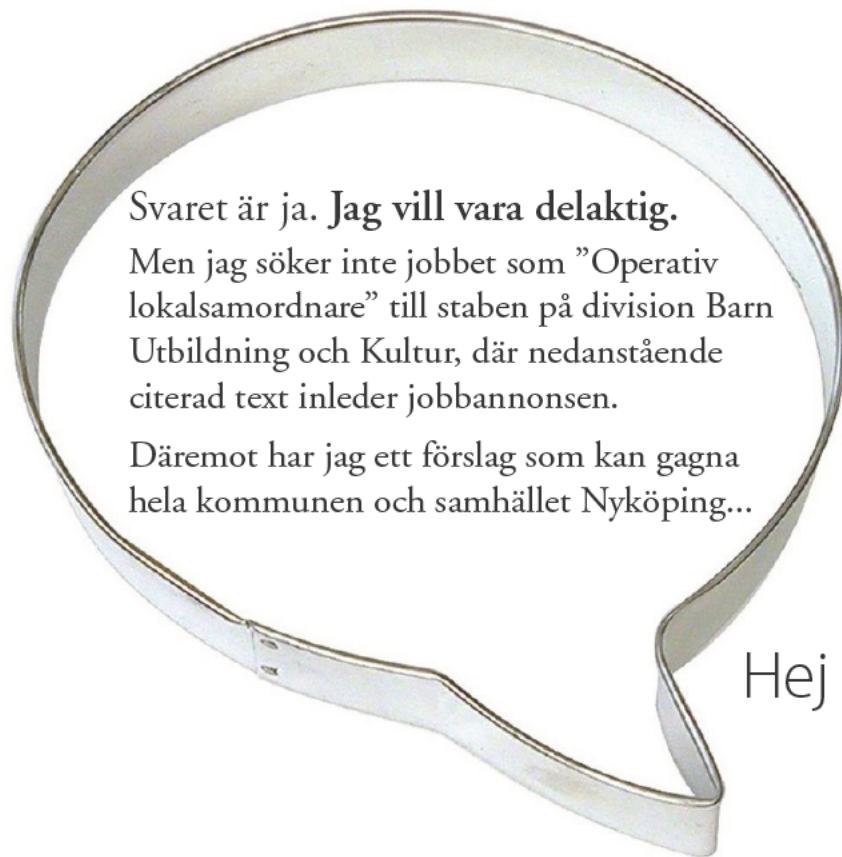 Svaret är ja. Jag vill vara delaktig.
Men jag söker inte jobbet som ”Operativ
lokalsamordnare” till staben på division Barn
Utbildning och Kultur, där nedanstående
citerad text inleder jobbannonsen.
Däremot har jag ett förslag som kan gagna
hela kommunen och samhället Nyköping...
Hej